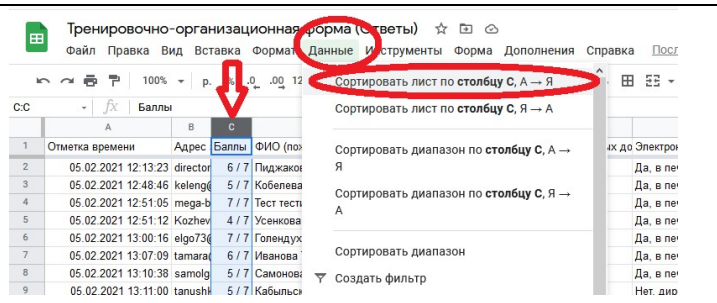 Тренировочно-организационная форма (Ответы)
Файл Правка Вид Вставка Формат Данные Инструменты Форма Дополнения Справка Посл
100% р. % .0 .00 12
C:C fx Баллы
A B C
1 Отметка времени Адрес Баллы ФИО (пож ых до Электрон
2 05.02.2021 12:13:23 director 6 / 7 Пиджаков Да, в печ
3 05.02.2021 12:48:46 keleng@ 5 / 7 Кобелева Да, в печ
4 05.02.2021 12:51:05 mega-b 7 / 7 Тест тести Да, в печ
5 05.02.2021 12:51:12 Kozhev 4 / 7 Усенкова Да, в печ
6 05.02.2021 13:00:16 elgo73@ 7 / 7 Голендух Да, в печ
7 05.02.2021 13:07:09 tamara( 6 / 7 Иванова Да, в печ
8 05.02.2021 13:10:38 samolg 5 / 7 Самонова Да, в печ
9 05.02.2021 13:11:00 tanushk 5 / 7 Кабыльск Нет, дир
Сортировать лист по столбцу C, А → Я
Сортировать лист по столбцу C, Я → А
Сортировать диапазон по столбцу C, А →
Я
Сортировать диапазон по столбцу C, Я →
А
Сортировать диапазон
Создать фильтр